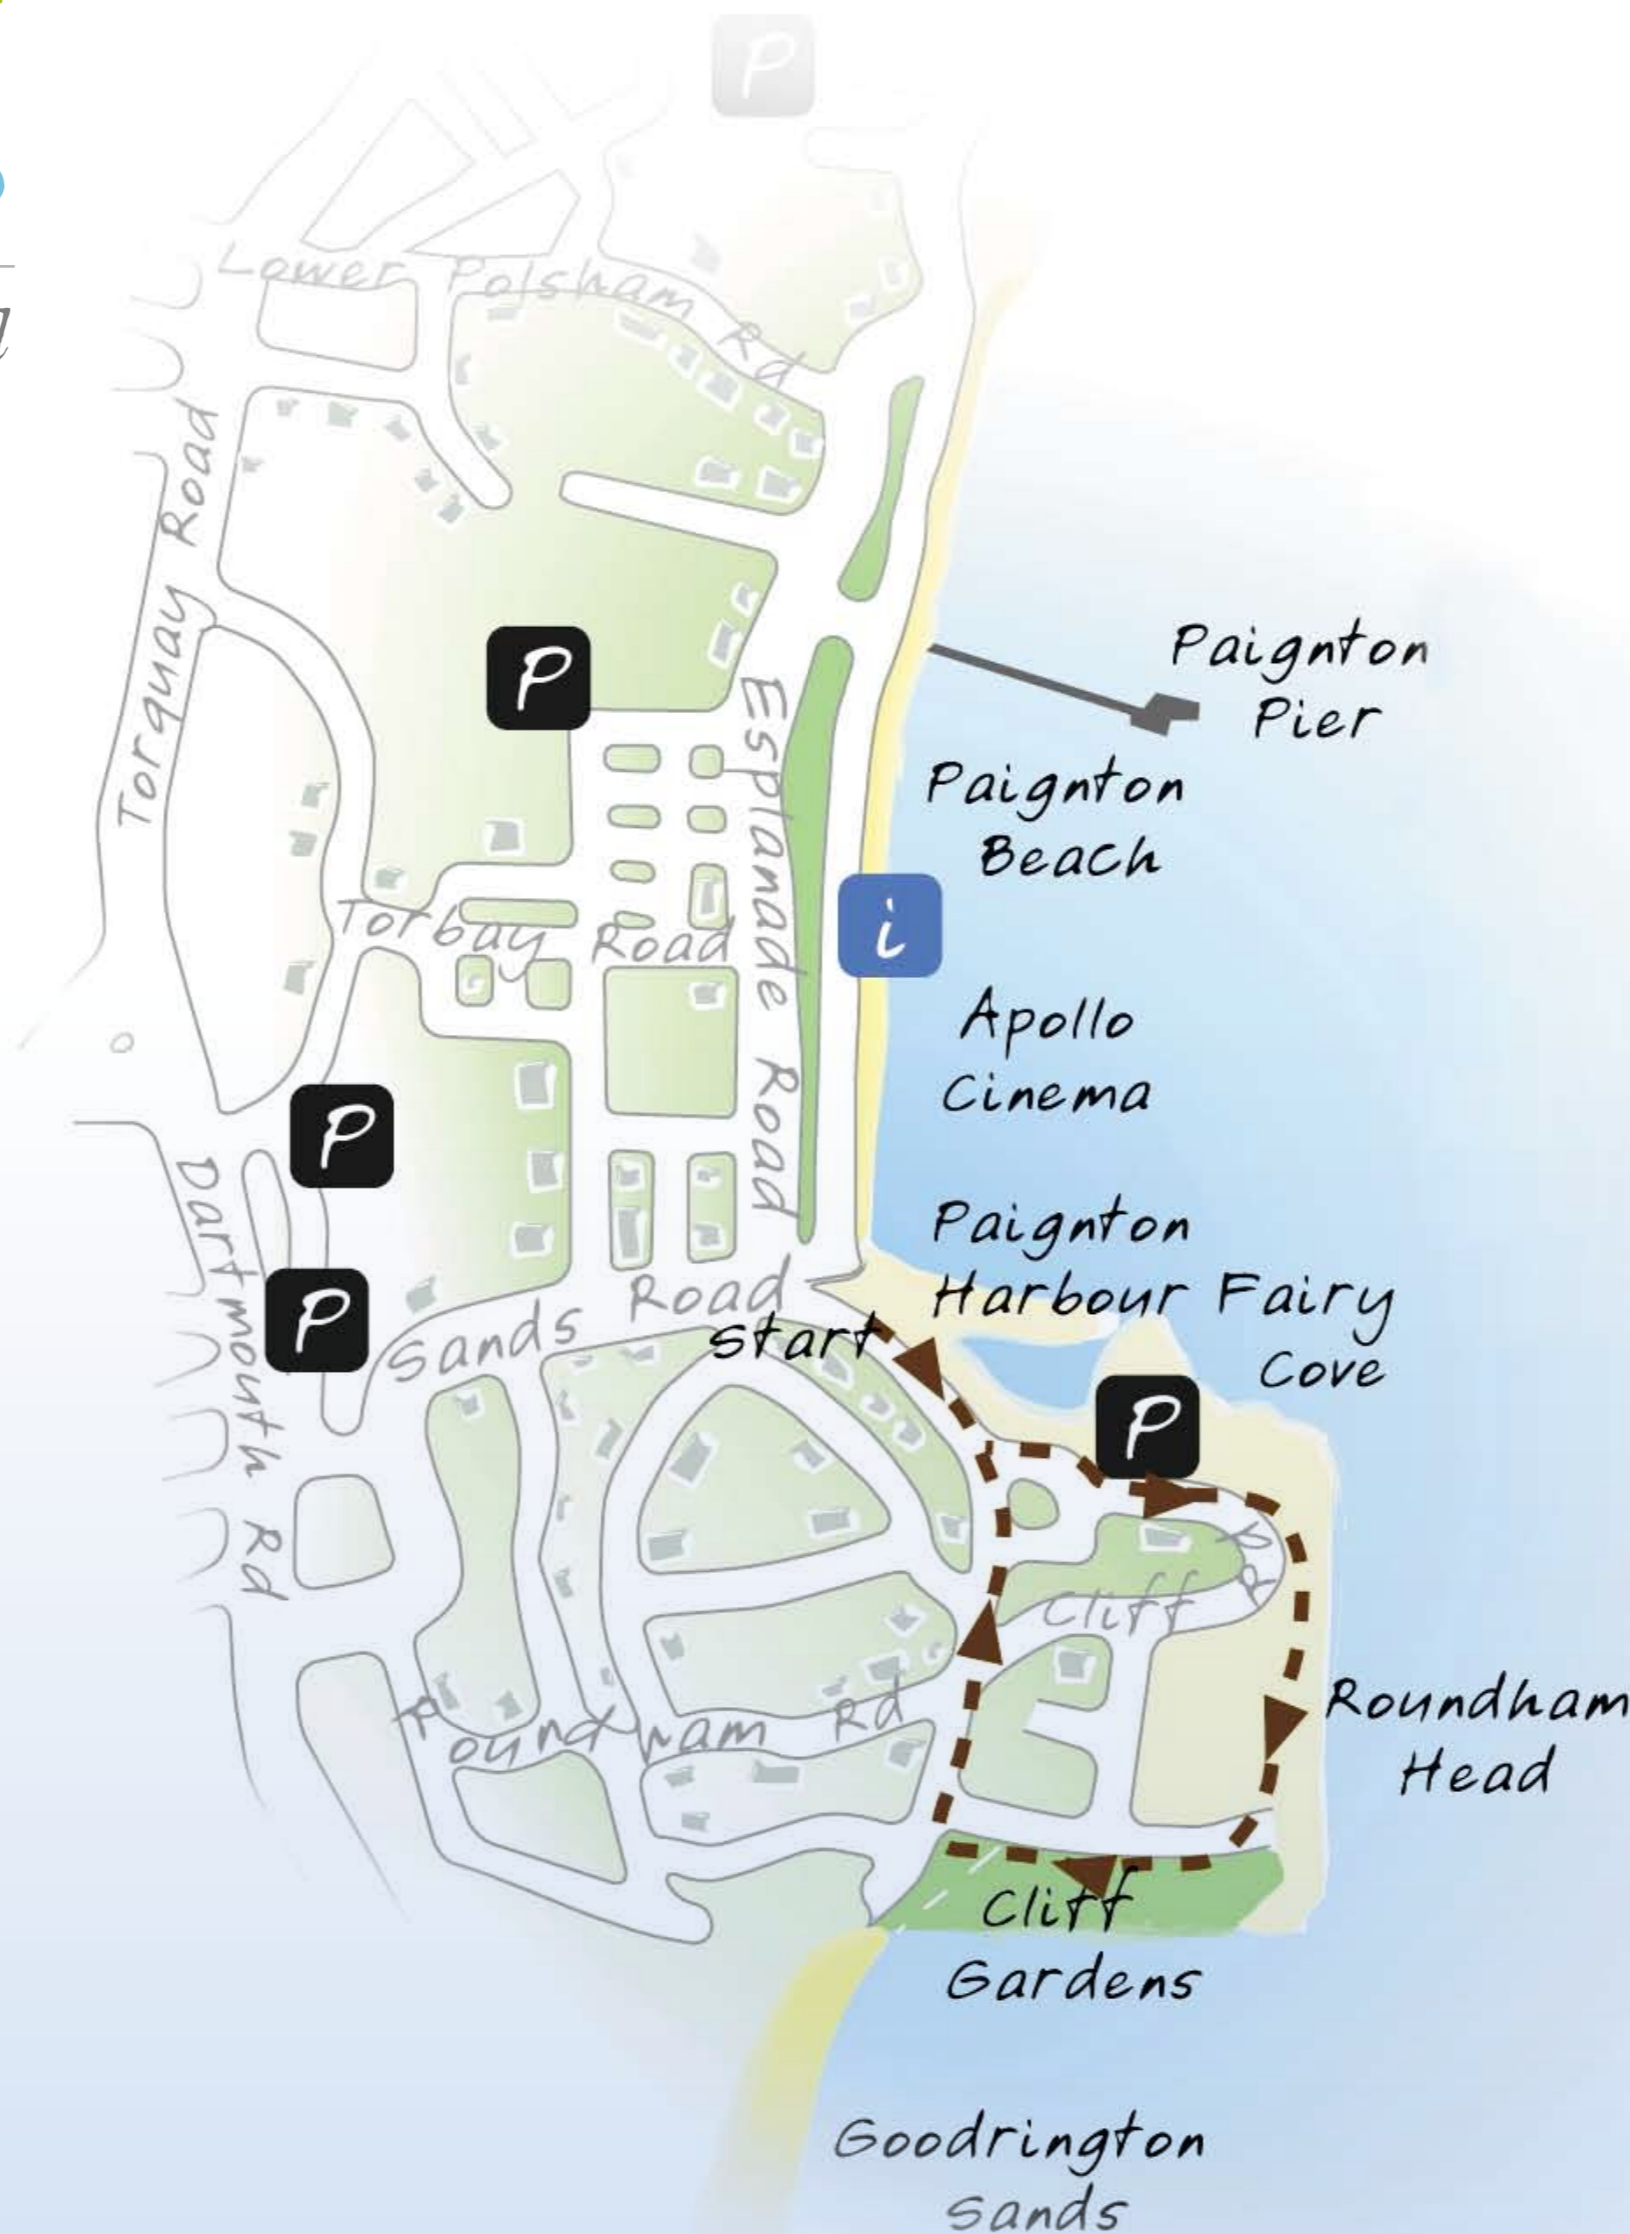 P
Lower Polsham Rd
Torquay Road
P
Paignton
Pier
Esplanade Road
Paignton
Beach
i
Torbay Road
Apollo
Cinema
P
Dartmouth Rd
Paignton
Harbour Fairy
Cove
P
Sands Road
Start
P
Cliff Rd
Roundham
Head
Roundham Rd
Cliff
Gardens
Goodrington
Sands